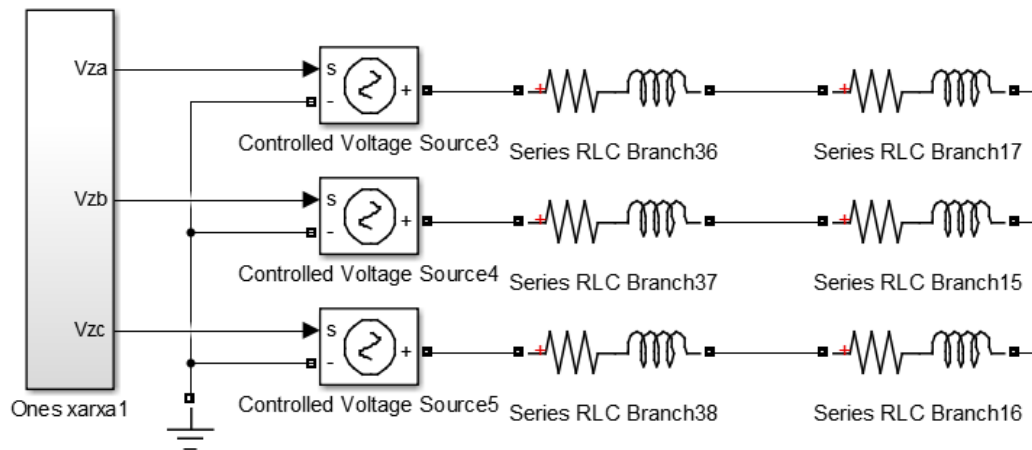 Vza
s
-
+
Controlled Voltage Source3
+
Series RLC Branch36
+
Series RLC Branch17
Vzb
s
-
+
Controlled Voltage Source4
+
Series RLC Branch37
+
Series RLC Branch15
Vzc
s
-
+
Controlled Voltage Source5
+
Series RLC Branch38
+
Series RLC Branch16
Ones xarxa1